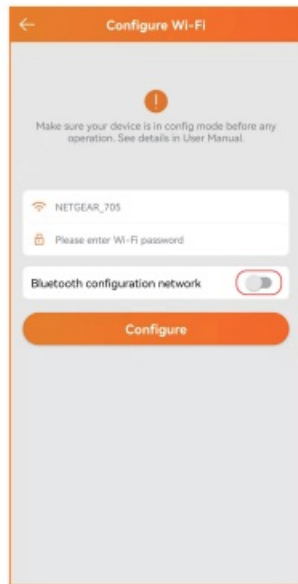 Configure Wi-Fi
Make sure your device is in config mode before any
operation. See details in User Manual.
NETGEAR_705
Please enter Wi-Fi password
Bluetooth configuration network
Configure